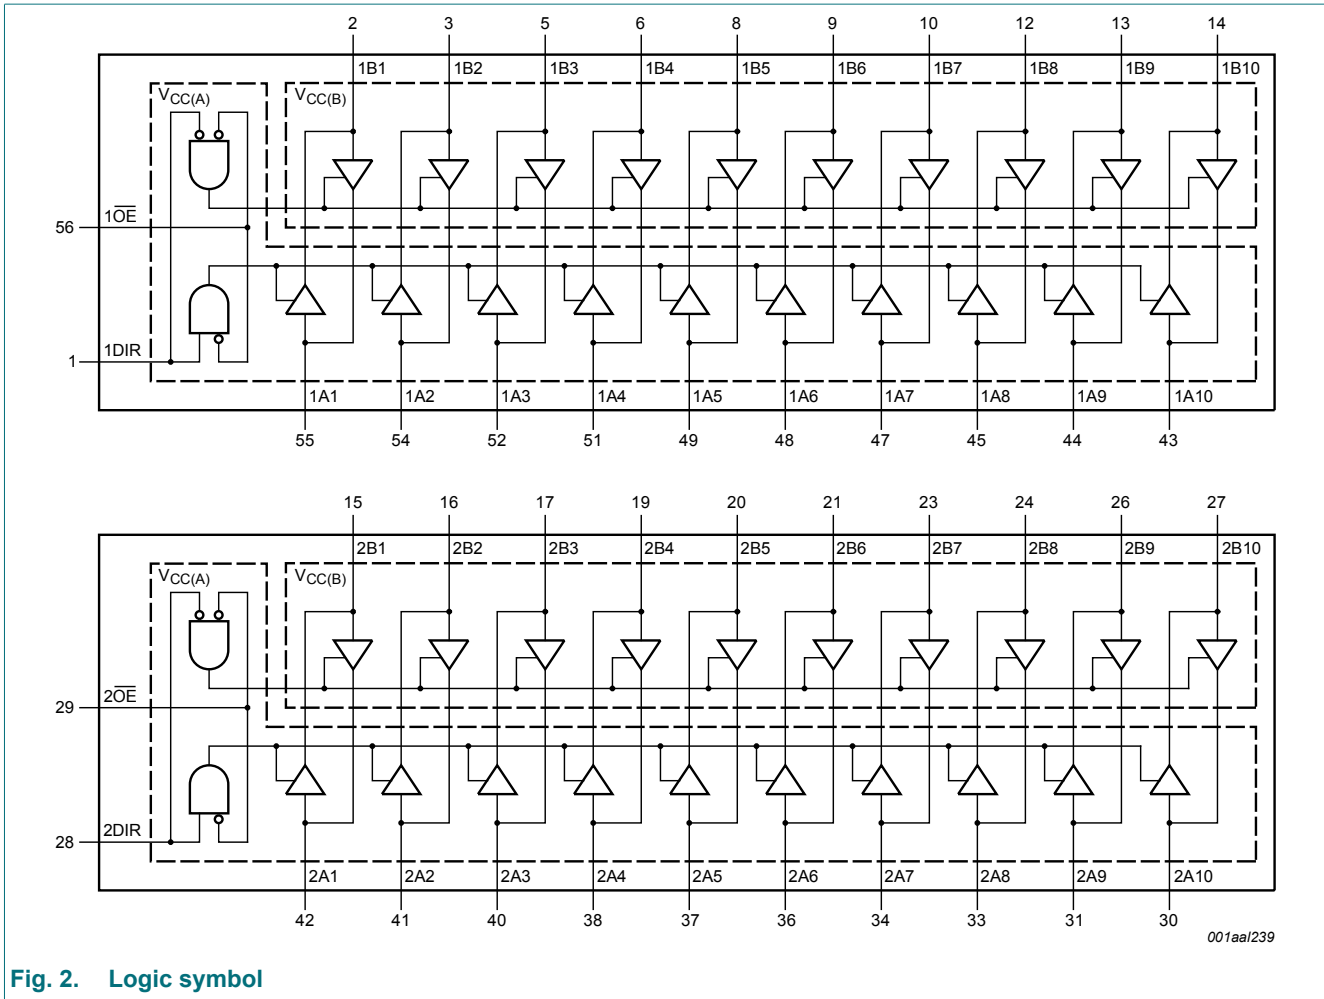 2 3 5 6 8 9 10 12 13 14
1B1 1B2 1B3 1B4 1B5 1B6 1B7 1B8 1B9 1B10
VCC(A) VCC(B)
56 1O̅E̅
1 1DIR
1A1 1A2 1A3 1A4 1A5 1A6 1A7 1A8 1A9 1A10
55 54 52 51 49 48 47 45 44 43
15 16 17 19 20 21 23 24 26 27
2B1 2B2 2B3 2B4 2B5 2B6 2B7 2B8 2B9 2B10
VCC(A) VCC(B)
29 2O̅E̅
28 2DIR
2A1 2A2 2A3 2A4 2A5 2A6 2A7 2A8 2A9 2A10
42 41 40 38 37 36 34 33 31 30
001aal239
Fig. 2. Logic symbol